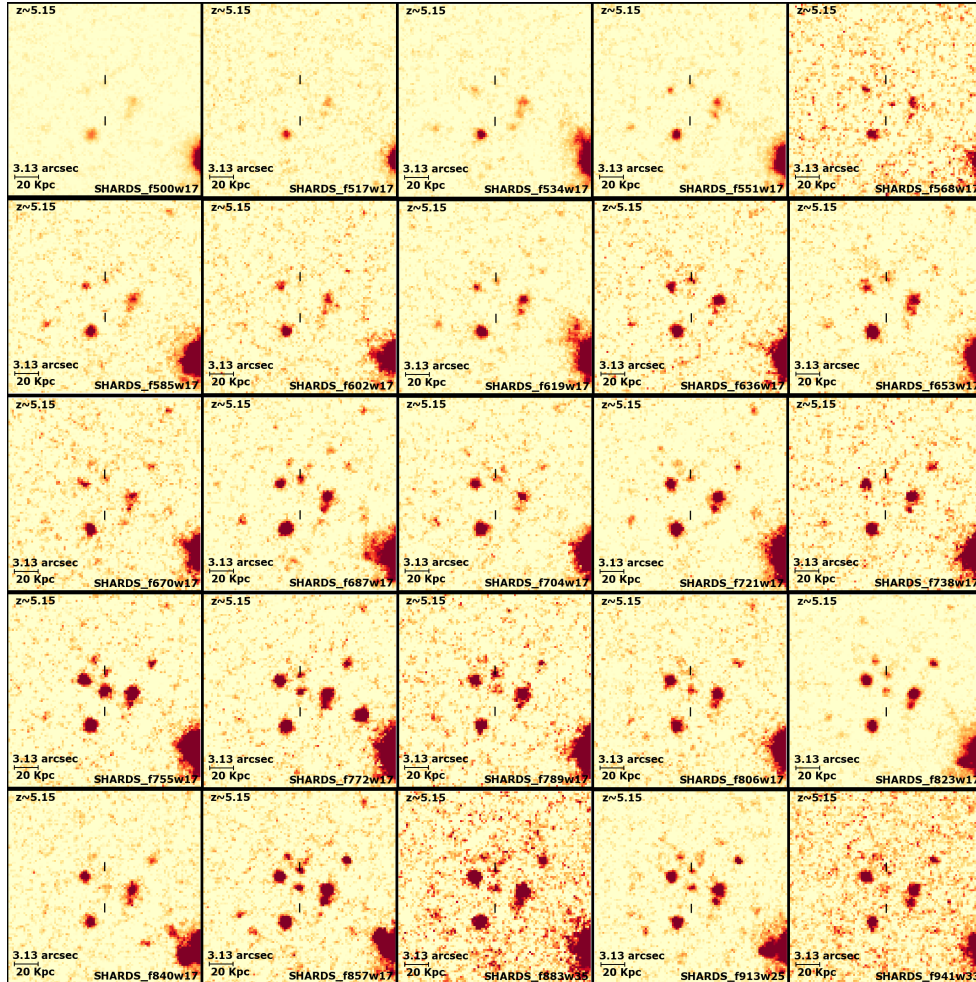 z~5.15
3.13 arcsec
20 Kpc
SHARDS_f500w17
z~5.15
3.13 arcsec
20 Kpc
SHARDS_f517w17
z~5.15
3.13 arcsec
20 Kpc
SHARDS_f534w17
z~5.15
3.13 arcsec
20 Kpc
SHARDS_f551w17
z~5.15
3.13 arcsec
20 Kpc
SHARDS_f568w17
z~5.15
3.13 arcsec
20 Kpc
SHARDS_f585w17
z~5.15
3.13 arcsec
20 Kpc
SHARDS_f602w17
z~5.15
3.13 arcsec
20 Kpc
SHARDS_f619w17
z~5.15
3.13 arcsec
20 Kpc
SHARDS_f636w17
z~5.15
3.13 arcsec
20 Kpc
SHARDS_f653w17
z~5.15
3.13 arcsec
20 Kpc
SHARDS_f670w17
z~5.15
3.13 arcsec
20 Kpc
SHARDS_f687w17
z~5.15
3.13 arcsec
20 Kpc
SHARDS_f704w17
z~5.15
3.13 arcsec
20 Kpc
SHARDS_f721w17
z~5.15
3.13 arcsec
20 Kpc
SHARDS_f738w17
z~5.15
3.13 arcsec
20 Kpc
SHARDS_f755w17
z~5.15
3.13 arcsec
20 Kpc
SHARDS_f772w17
z~5.15
3.13 arcsec
20 Kpc
SHARDS_f789w17
z~5.15
3.13 arcsec
20 Kpc
SHARDS_f806w17
z~5.15
3.13 arcsec
20 Kpc
SHARDS_f823w17
z~5.15
3.13 arcsec
20 Kpc
SHARDS_f840w17
z~5.15
3.13 arcsec
20 Kpc
SHARDS_f857w17
z~5.15
3.13 arcsec
20 Kpc
SHARDS_f883w35
z~5.15
3.13 arcsec
20 Kpc
SHARDS_f913w25
z~5.15
3.13 arcsec
20 Kpc
SHARDS_f941w33